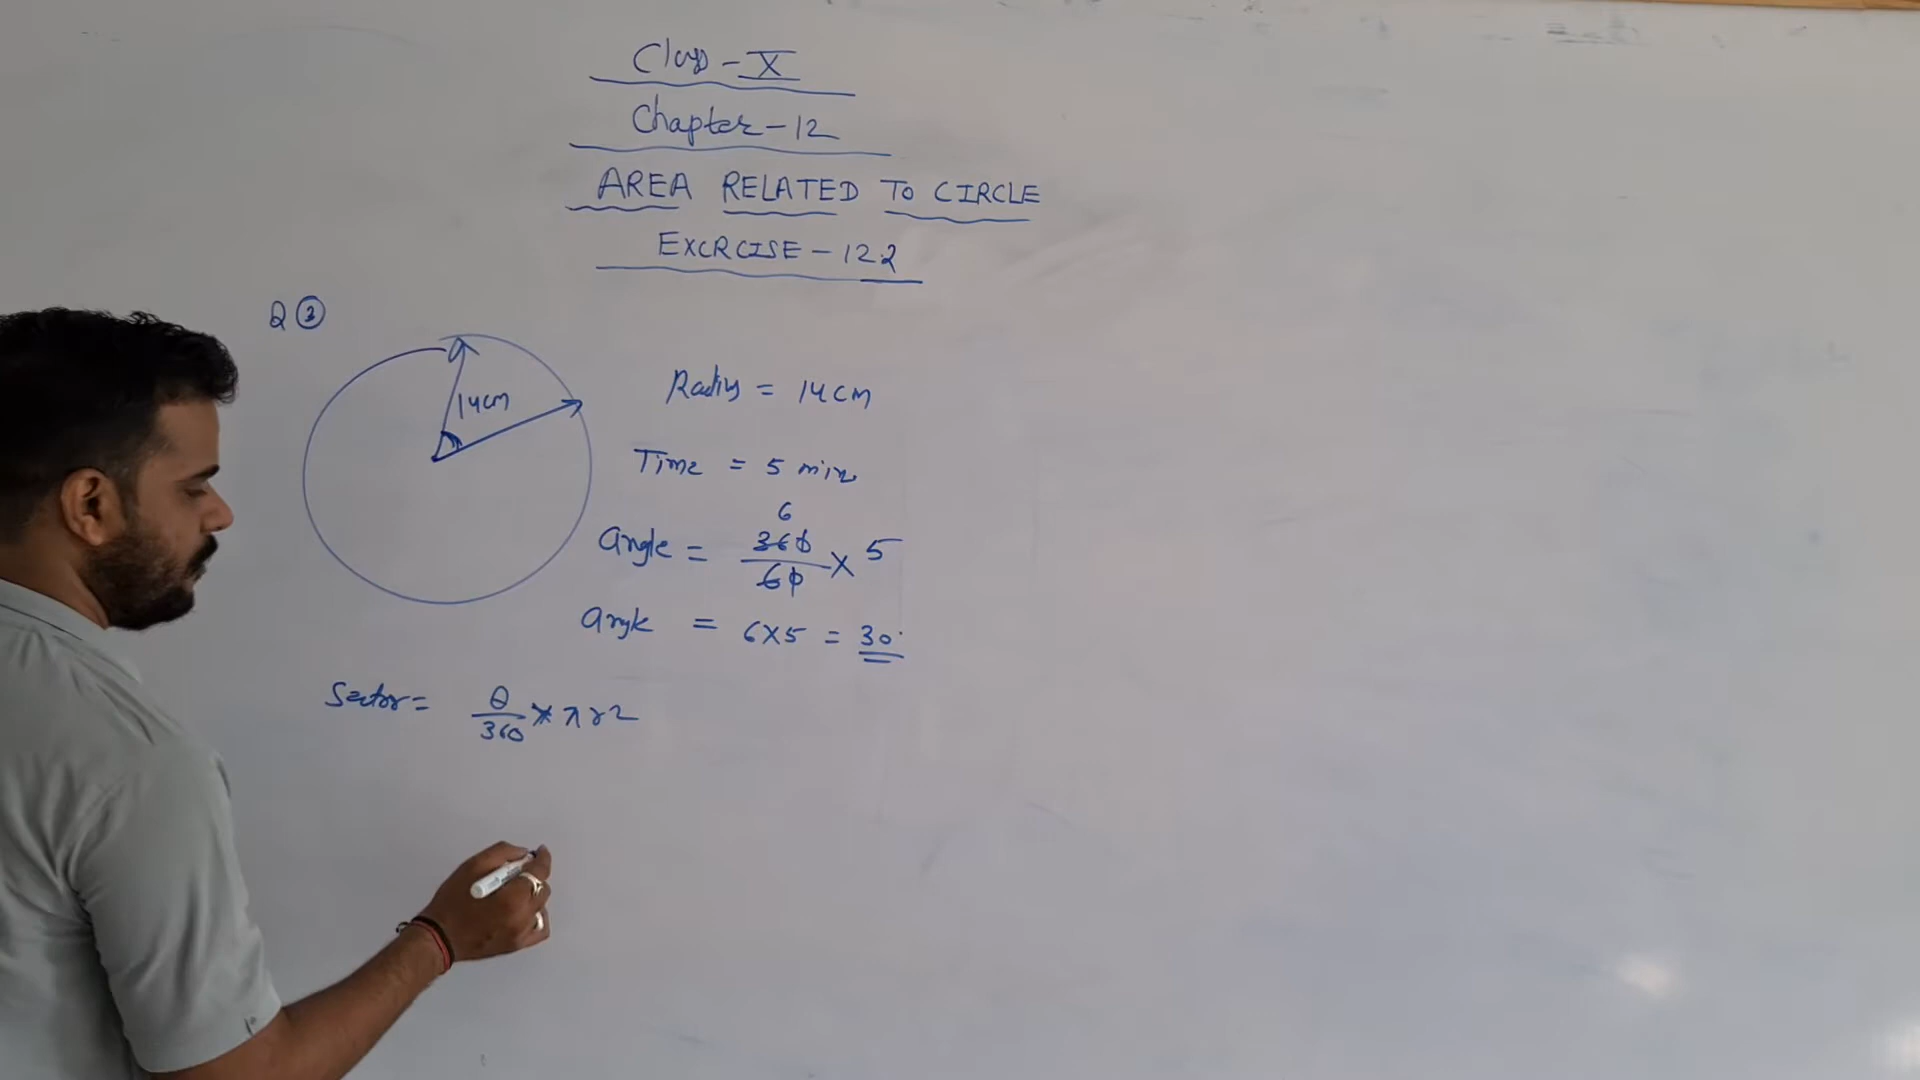 Class - X
Chapter - 12
AREA RELATED TO CIRCLE
EXCRCISE - 12.2
Q 3
14cm
Radius = 14cm
Time = 5 min
6
Angle = 360/60 × 5
Angle = 6×5 = 30°
Sector = θ/360 × πr2